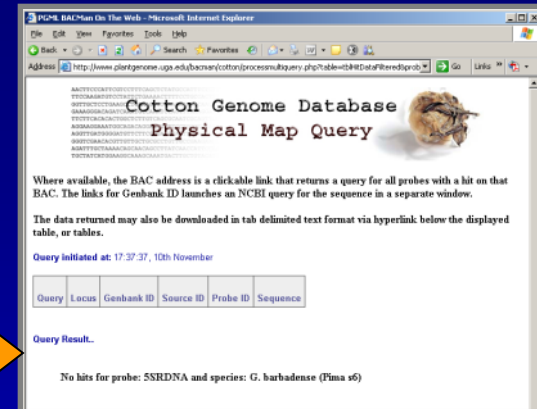 PGML BACMan On The Web - Microsoft Internet Explorer
File Edit View Favorites Tools Help
Back Search Favorites
Address http://www.plantgenome.uga.edu/bacman/cotton/processmultiquery.php?table=tblHitDataFiltered&prob Go Links »
Cotton Genome Database
Physical Map Query
Where available, the BAC address is a clickable link that returns a query for all probes with a hit on that
BAC. The links for Genbank ID launches an NCBI query for the sequence in a separate window.
The data returned may also be downloaded in tab delimited text format via hyperlink below the displayed
table, or tables.
Query initiated at: 17:37:37, 10th November
Query Locus Genbank ID Source ID Probe ID Sequence
Query Result..
No hits for probe: 5SRDNA and species: G. barbadense (Pima s6)